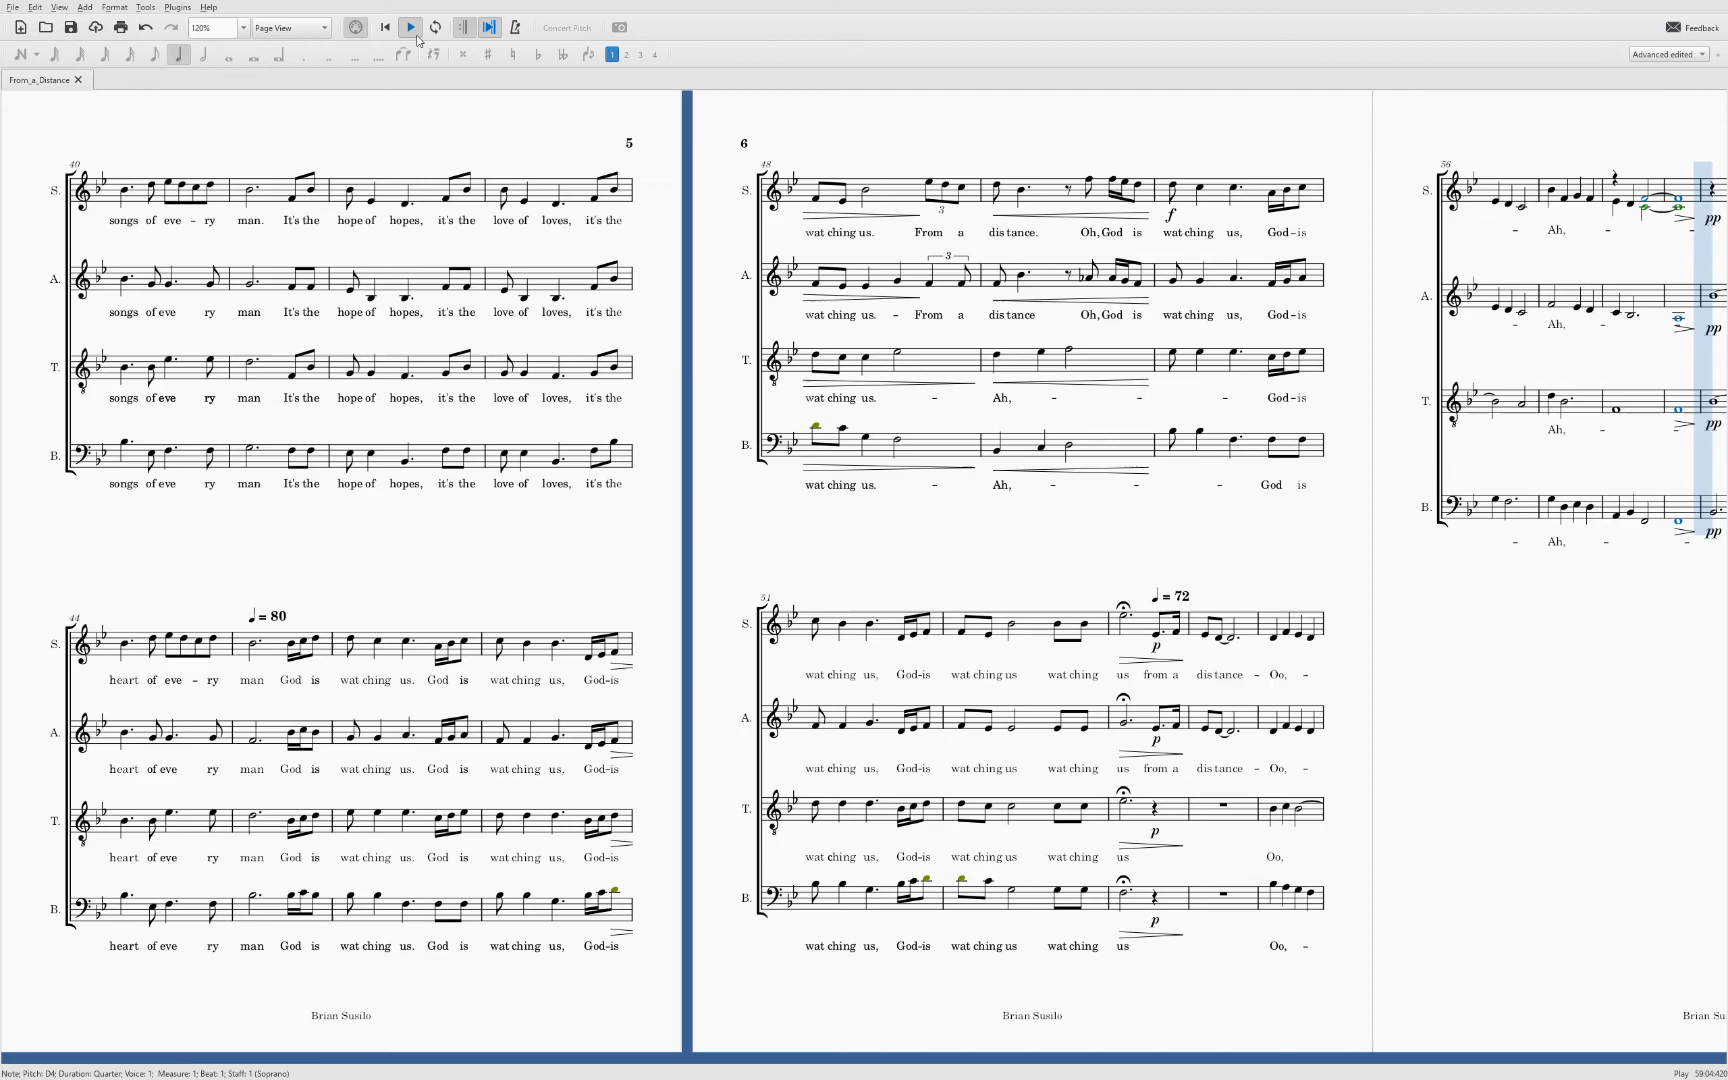 File Edit View Add Format Tools Plugins Help
120% Page View Concert Pitch Feedback
1 2 3 4 Advanced edited
From_a_Distance
5
40
S.
songs of eve - ry man. It's the hope of hopes, it's the love of loves, it's the
A.
songs of eve ry man It's the hope of hopes, it's the love of loves, it's the
T.
songs of eve ry man It's the hope of hopes, it's the love of loves, it's the
B.
songs of eve ry man It's the hope of hopes, it's the love of loves, it's the
44
= 80
S.
heart of eve - ry man God is wat ching us. God is wat ching us, God-is
A.
heart of eve ry man God is wat ching us. God is wat ching us, God-is
T.
heart of eve ry man God is wat ching us. God is wat ching us, God-is
B.
heart of eve ry man God is wat ching us. God is wat ching us, God-is
Brian Susilo
6
48
S.
3
f
wat ching us. From a dis tance. Oh, God is wat ching us, God-is
A.
3
wat ching us. - From a dis tance Oh, God is wat ching us, God-is
T.
wat ching us. - Ah, - - God-is
B.
wat ching us. - Ah, - - God is
51
= 72
S.
p
wat ching us, God-is wat ching us wat ching us from a dis tance - Oo, -
A.
p
wat ching us, God-is wat ching us wat ching us from a dis tance - Oo, -
T.
p
wat ching us, God-is wat ching us wat ching us Oo,
B.
p
wat ching us, God-is wat ching us wat ching us Oo, -
Brian Susilo
56
S.
pp
- Ah, - -
A.
pp
- Ah, - -
T.
pp
Ah, - -
B.
pp
- Ah, - -
Brian Su
Note; Pitch: D4; Duration: Quarter; Voice: 1; Measure: 1; Beat: 1; Staff: 1 (Soprano) Play 59:04:420